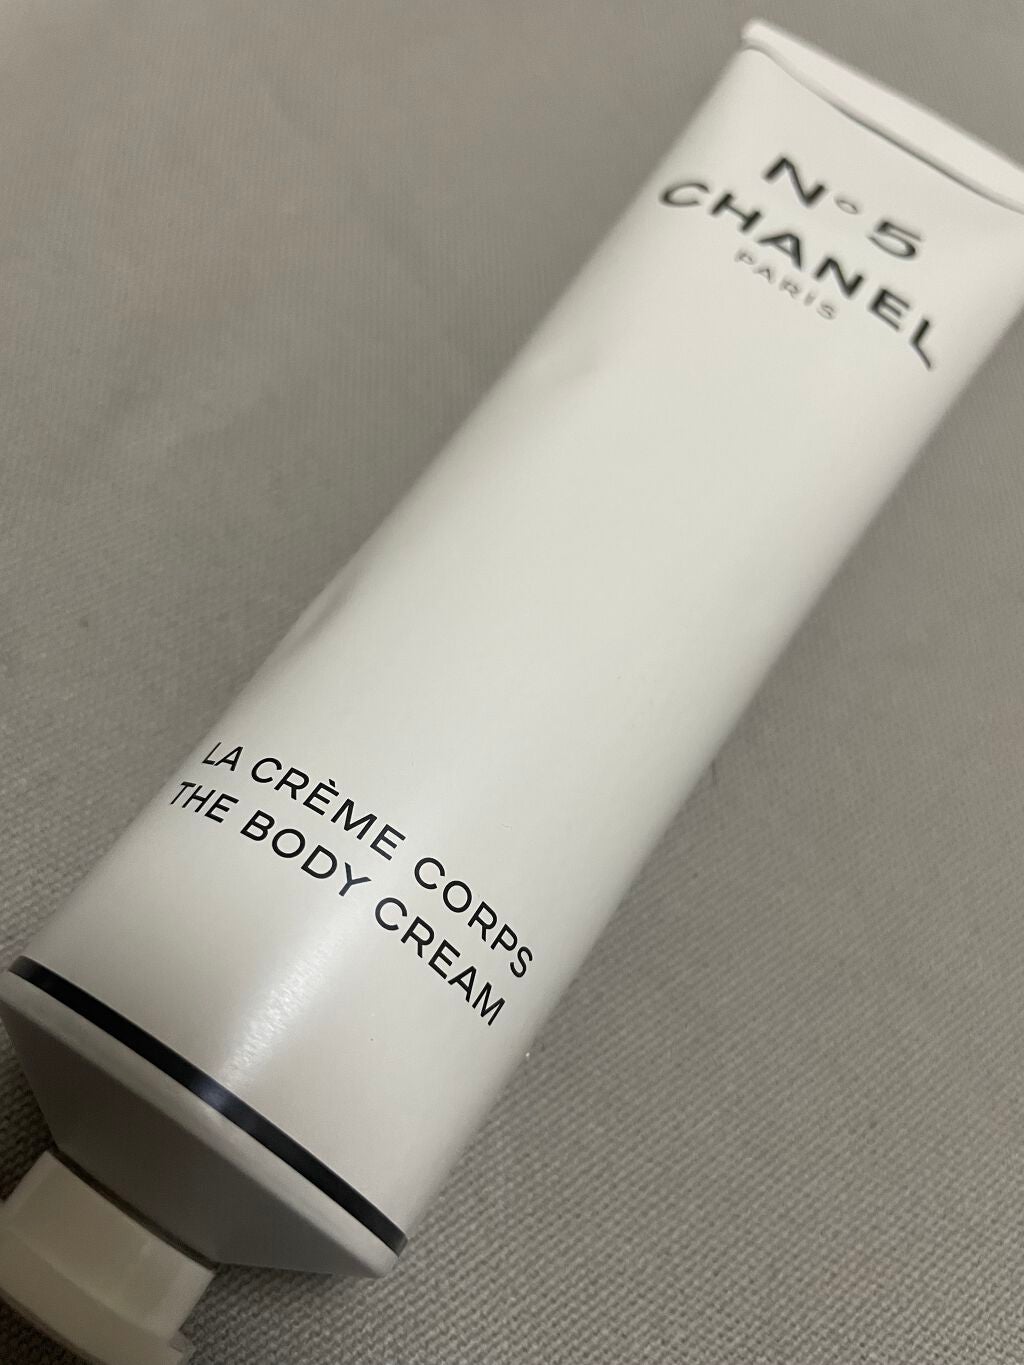 N°5
CHANEL
PARIS
LA CRÈME CORPS
THE BODY CREAM